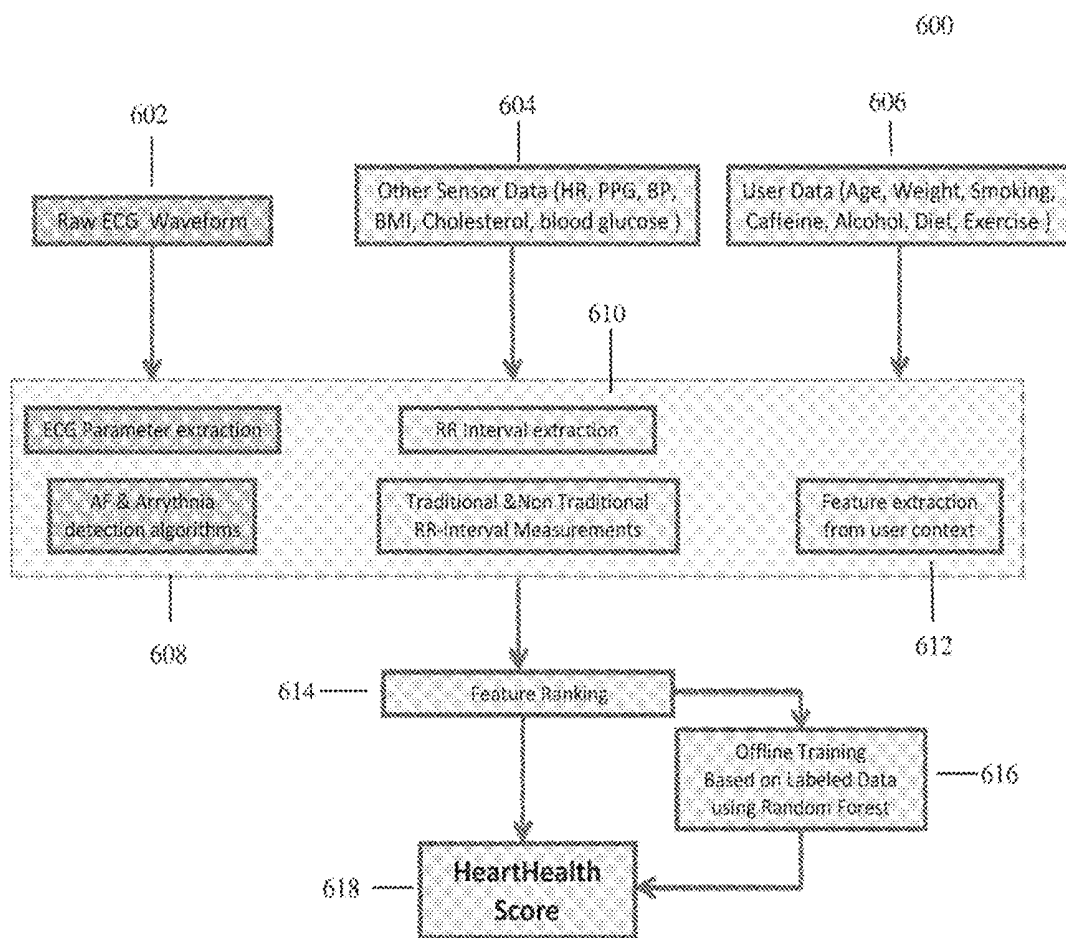 600
602
604
606
Raw ECG Waveform
Other Sensor Data (HR, PPG, BP,
BMI, Cholesterol, blood glucose )
User Data (Age, Weight, Smoking,
Caffeine, Alcohol, Diet, Exercise )
610
ECG Parameter extraction
RR Interval extraction
AF & Arrythnia
detection algorithms
Traditional &Non Traditional
RR-Interval Measurements
Feature extraction
from user context
608
612
614
Feature Ranking
Offline Training
Based on Labeled Data
using Random Forest
616
618
HeartHealth
Score